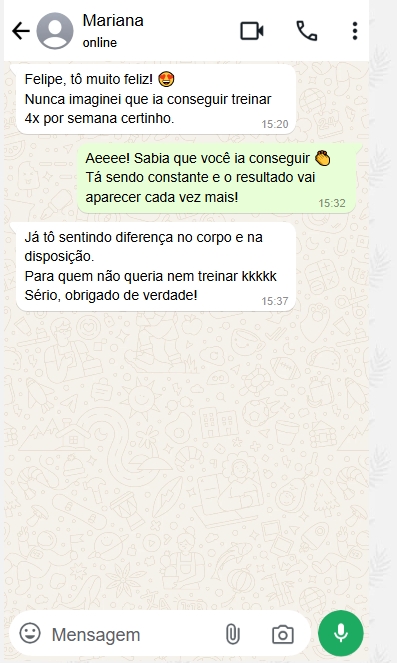 Mariana
online
Felipe, tô muito feliz! 😍
Nunca imaginei que ia conseguir treinar
4x por semana certinho.
15:20
Aeeee! Sabia que você ia conseguir 👏
Tá sendo constante e o resultado vai
aparecer cada vez mais!
15:32
Já tô sentindo diferença no corpo e na
disposição.
Para quem não queria nem treinar kkkkk
Sério, obrigado de verdade!
15:37
Mensagem